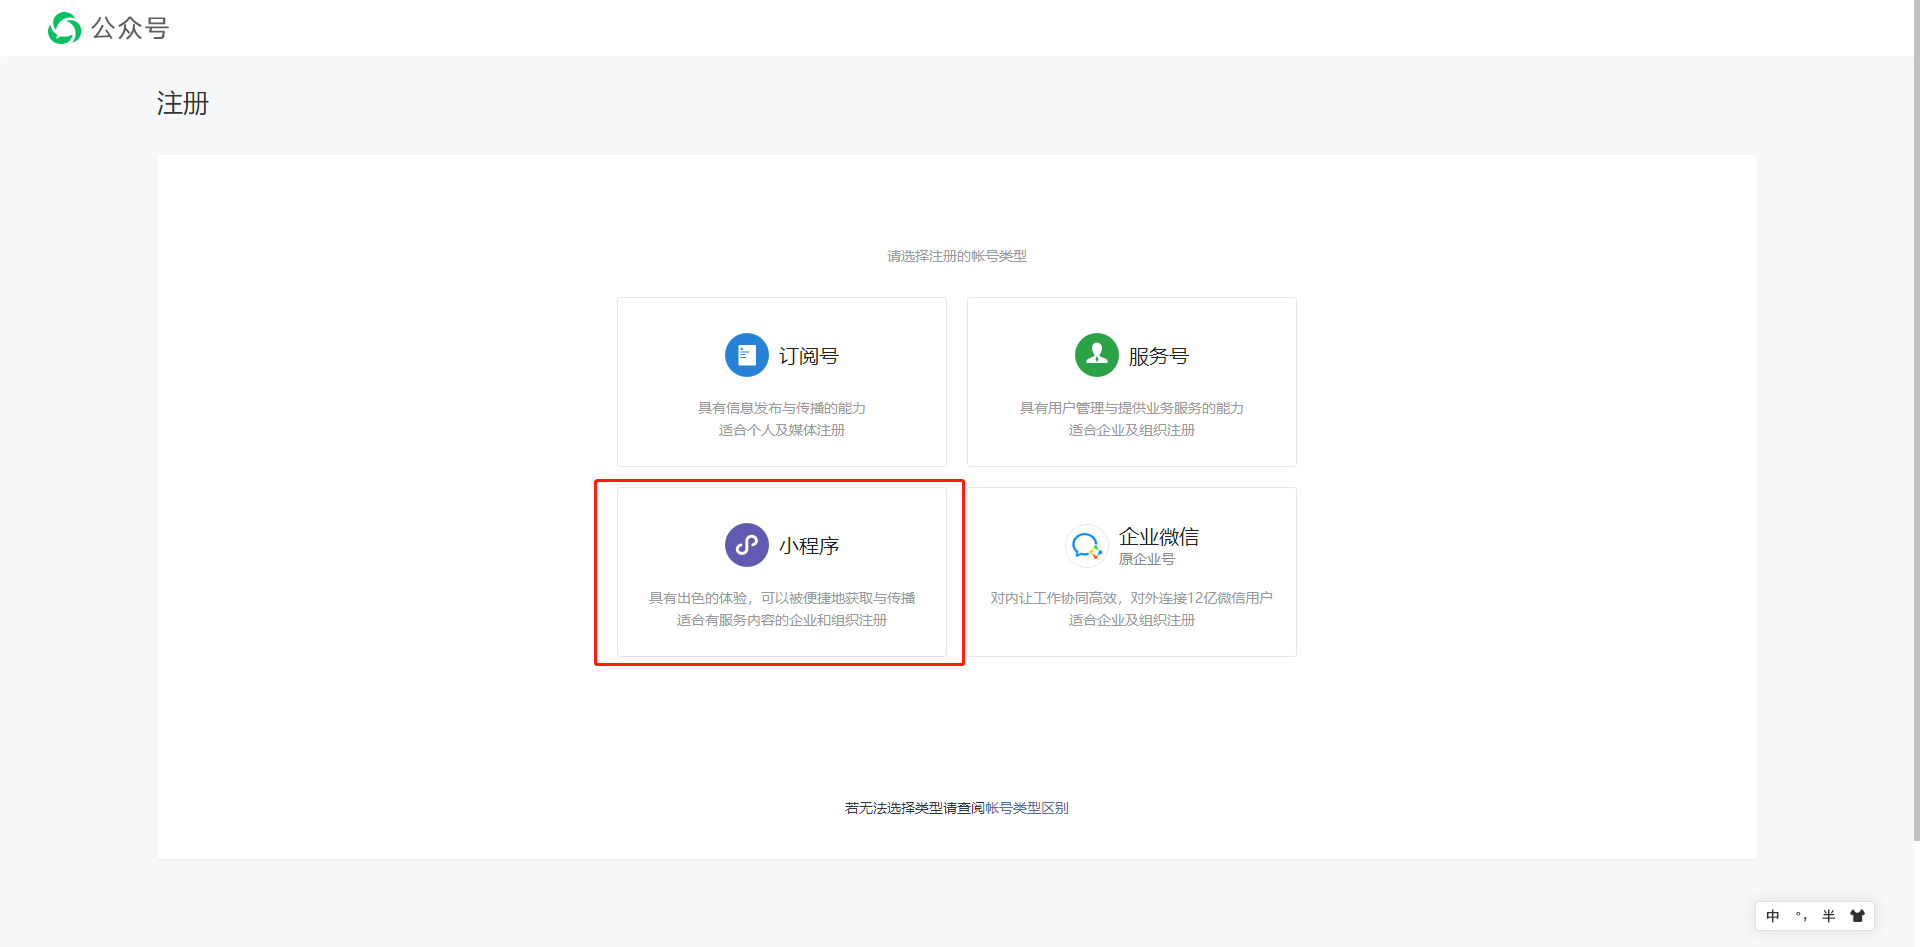 公众号
注册
请选择注册的帐号类型
订阅号
具有信息发布与传播的能力
适合个人及媒体注册
服务号
具有用户管理与提供业务服务的能力
适合企业及组织注册
小程序
具有出色的体验，可以被便捷地获取与传播
适合有服务内容的企业和组织注册
企业微信
原企业号
对内让工作协同高效，对外连接12亿微信用户
适合企业及组织注册
若无法选择类型请查阅帐号类型区别
中 °, 半